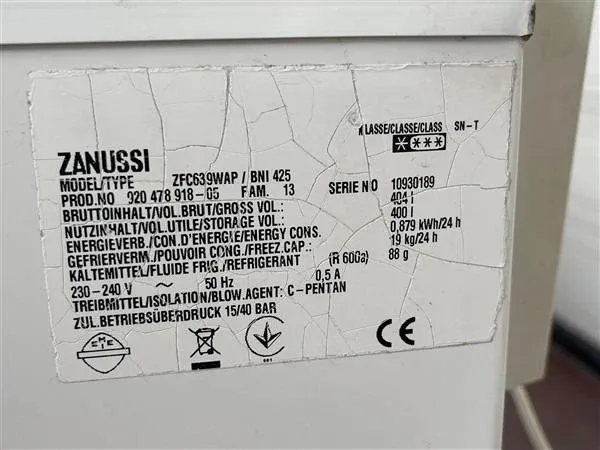 KLASSE/CLASSE/CLASS SN-T
ZANUSSI
MODEL/TYPE ZFC639WAP / BNI 425
PROD.NO 920 478 918-05 FAM. 13 SERIE NO 10930189
BRUTTOINHALT/VOL.BRUT/GROSS VOL.: 404 l
NUTZINHALT/VOL.UTILE/STORAGE VOL.: 400 l
ENERGIEVERB./CON.D'ENERGIE/ENERGY CONS. 0,879 kWh/24 h
GEFRIERVERM./POUVOIR CONG./FREEZ.CAP.: 19 kg/24 h
KALTEMITTEL/FLUIDE FRIG./REFRIGERANT (R 600a) 88 g
230-240 V ~ 50 Hz 0,5 A
TREIBMITTEL/ISOLATION/BLOW.AGENT: C-PENTAN
ZUL.BETRIEBSÜBERDRUCK 15/40 BAR
CE